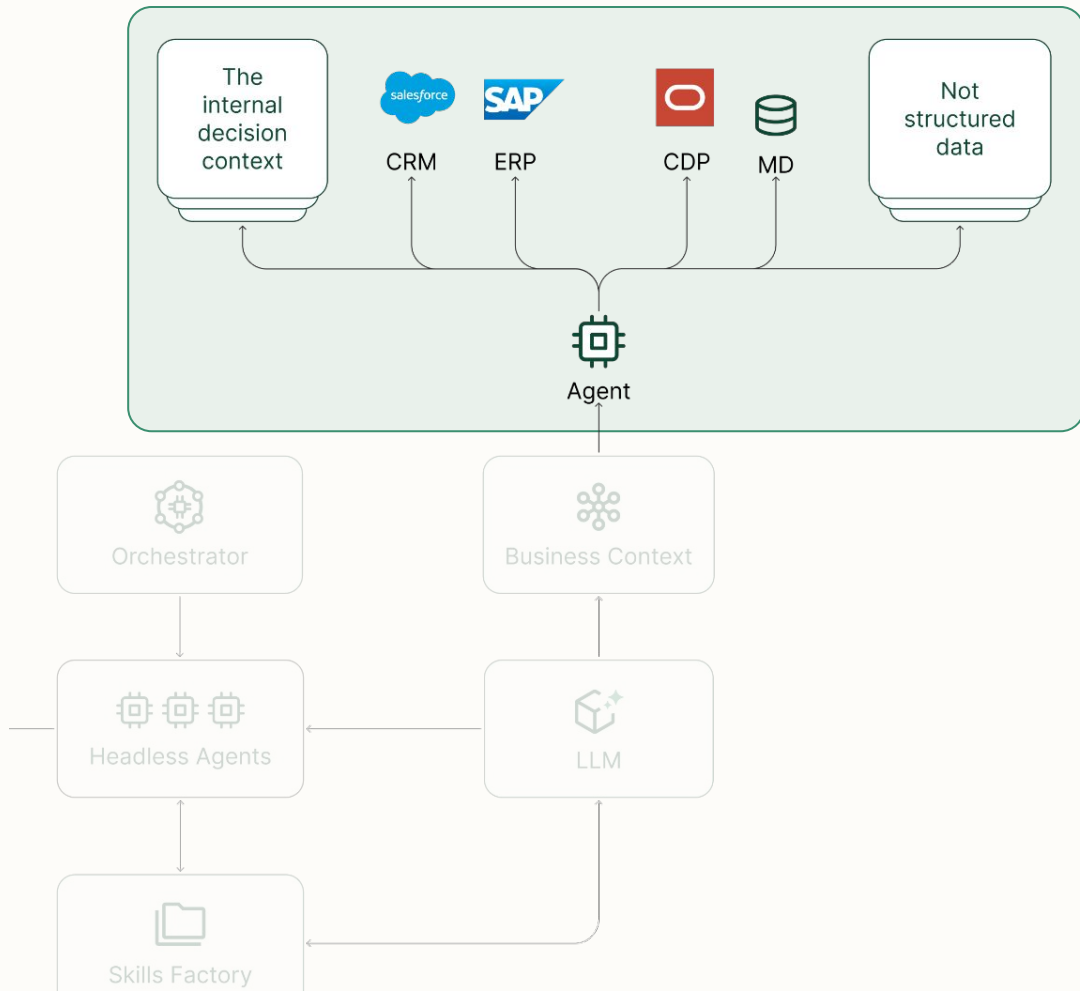 The
internal
decision
context
salesforce
SAP
Not
structured
data
CRM
ERP
CDP
MD
Agent
Orchestrator
Business Context
Headless Agents
LLM
Skills Factory